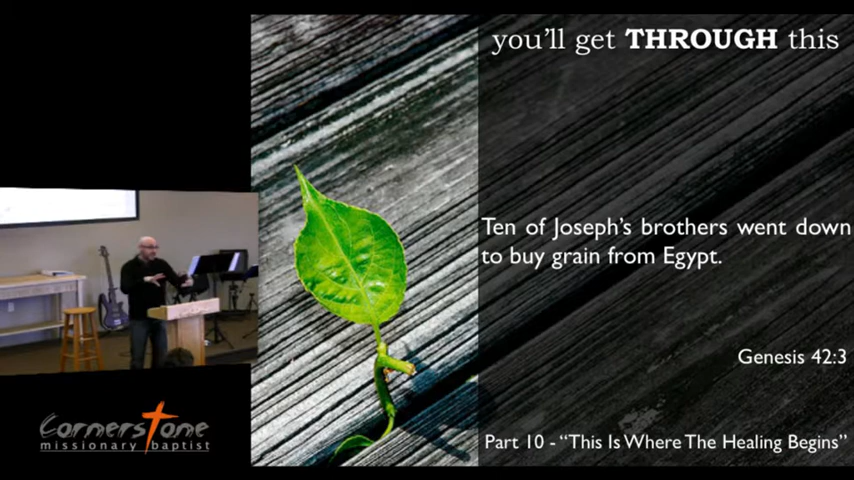 you'll get THROUGH this
Ten of Joseph's brothers went down
to buy grain from Egypt.
Genesis 42:3
Part 10 - “This Is Where The Healing Begins”
Cornerstone
missionary baptist